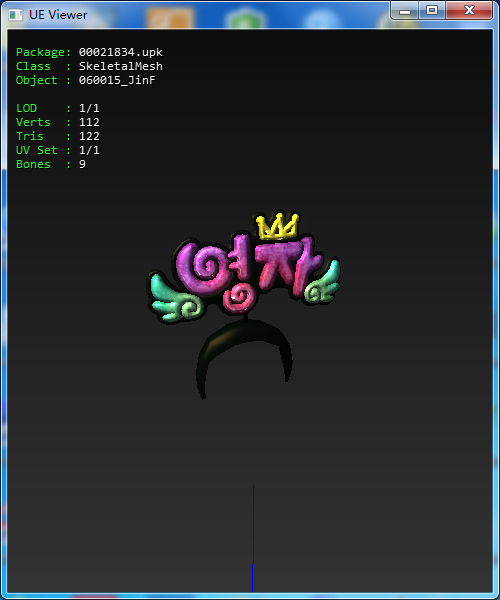 UE Viewer
Package: 00021834.upk
Class  : SkeletalMesh
Object : 060015_JinF
LOD    : 1/1
Verts  : 112
Tris   : 122
UV Set : 1/1
Bones  : 9
영자